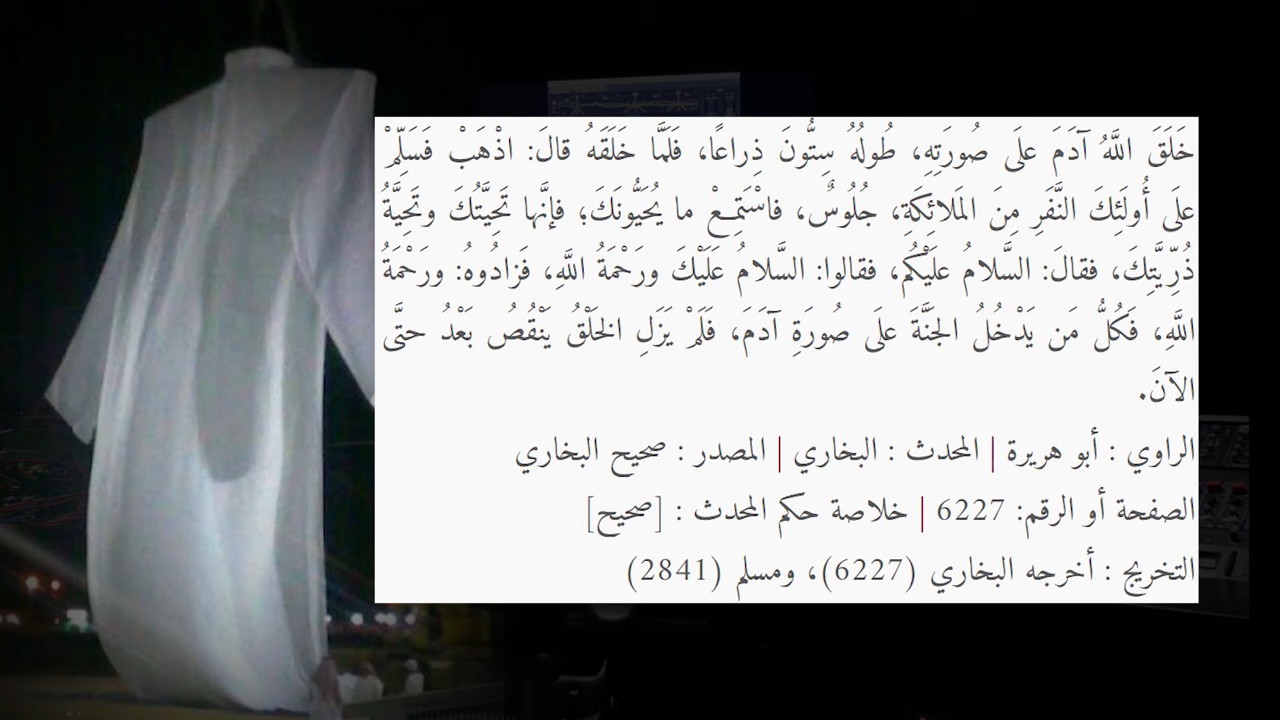 خَلَقَ اللَّهُ آدَمَ علَى صُورَتِهِ، طُولُهُ سِتُّونَ ذِراعًا، فَلَمَّا خَلَقَهُ قالَ: اذْهَبْ فَسَلِّمْ
علَى أُولَئِكَ النَّفَرِ مِنَ المَلائِكَةِ، جُلُوسٌ، فاسْتَمِعْ ما يُحَيُّونَكَ؛ فإنَّها تَحِيَّتُكَ وتَحِيَّةُ
ذُرِّيَّتِكَ، فقالَ: السَّلامُ علَيْكُم، فقالوا: السَّلامُ عَلَيْكَ ورَحْمَةُ اللَّهِ، فَزادُوهُ: ورَحْمَةُ
اللَّهِ، فَكُلُّ مَن يَدْخُلُ الجَنَّةَ علَى صُورَةِ آدَمَ، فَلَمْ يَزَلِ الخَلْقُ يَنْقُصُ بَعْدُ حتَّى
الآنَ.
الراوي : أبو هريرة | المحدث : البخاري | المصدر : صحيح البخاري
الصفحة أو الرقم: 6227 | خلاصة حكم المحدث : [صحيح]
التخريج : أخرجه البخاري (6227)، ومسلم (2841)